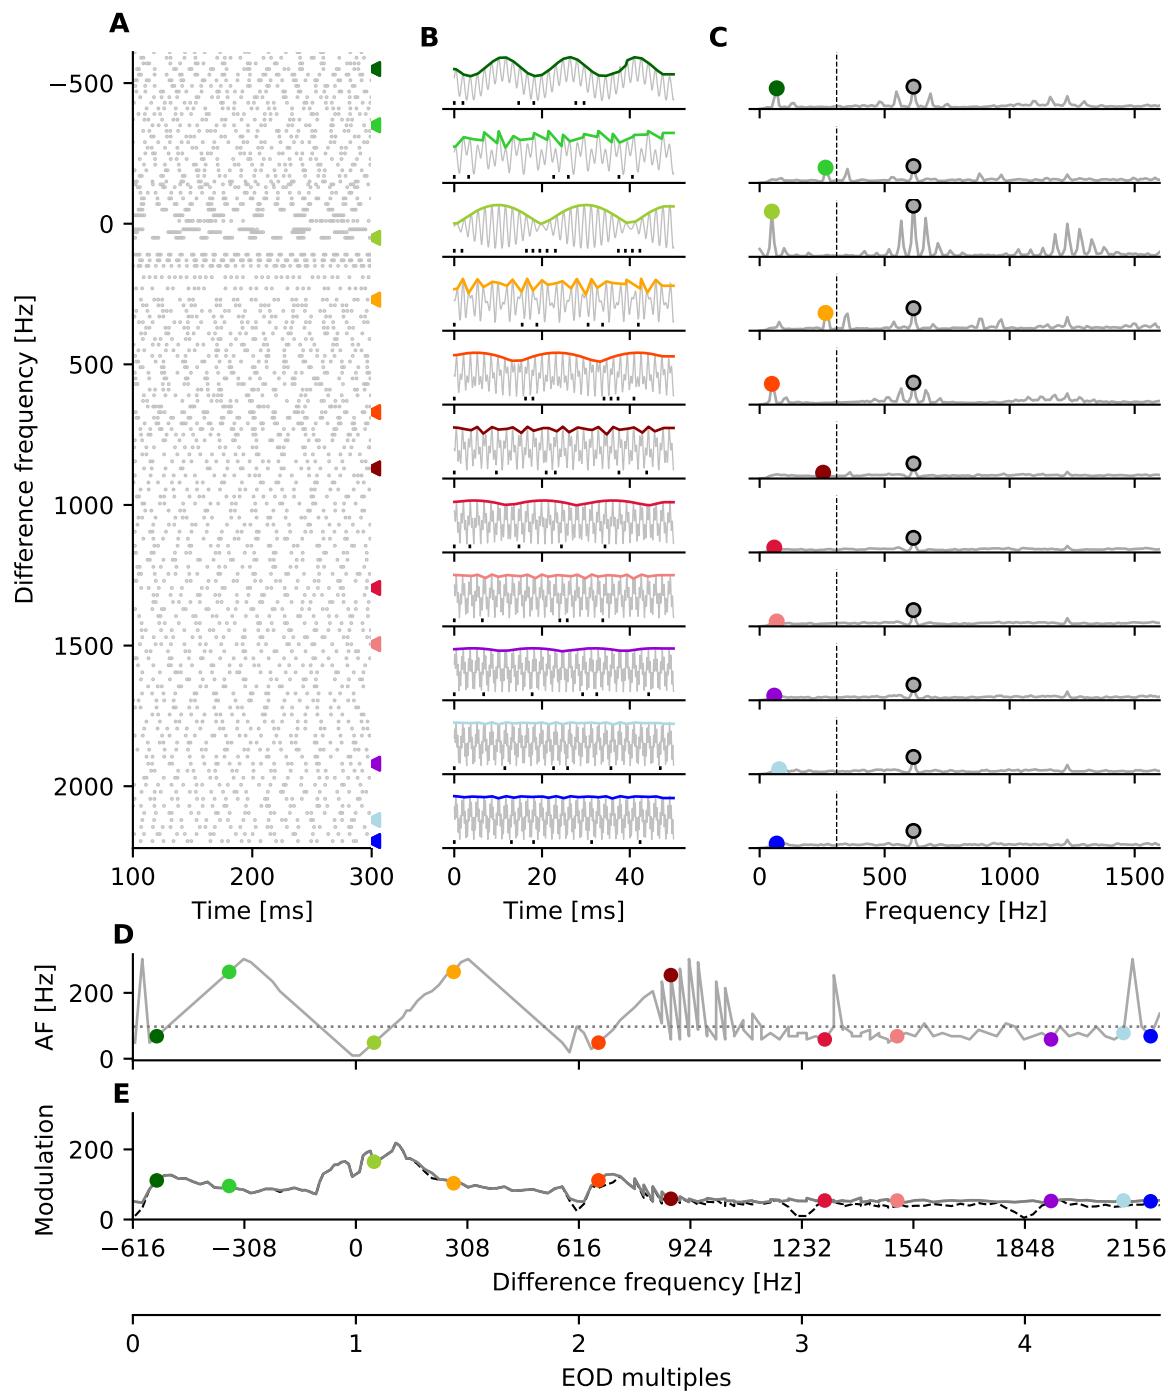 A
B
C
Difference frequency [Hz]
−500
0
500
1000
1500
2000
100
200
300
Time [ms]
0
20
40
Time [ms]
0
500
1000
1500
Frequency [Hz]
D
AF [Hz]
200
0
E
Modulation
200
0
−616
−308
0
308
616
924
1232
1540
1848
2156
Difference frequency [Hz]
0
1
2
3
4
EOD multiples